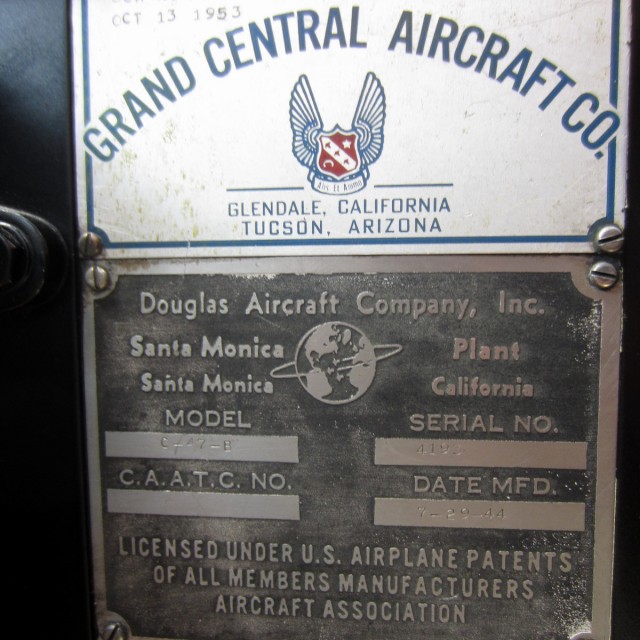 OCT 13 1953
GRAND CENTRAL AIRCRAFT CO.
GLENDALE, CALIFORNIA
TUCSON, ARIZONA
Douglas Aircraft Company, Inc.
Santa Monica Plant
Santa Monica California
MODEL SERIAL NO.
C-47-B
C.A.A.T.C. NO. DATE MFD.
7-29-44
LICENSED UNDER U.S. AIRPLANE PATENTS
OF ALL MEMBERS MANUFACTURERS
AIRCRAFT ASSOCIATION